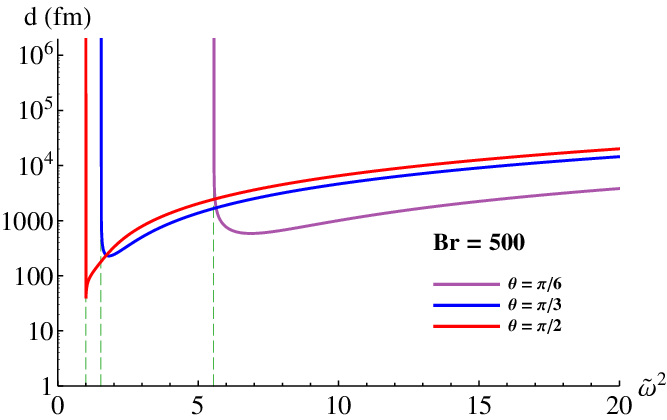 d (fm)
10⁶
10⁵
10⁴
1000
100
10
1
0 5 10 15 20
ω̃²
Br = 500
θ = π/6
θ = π/3
θ = π/2